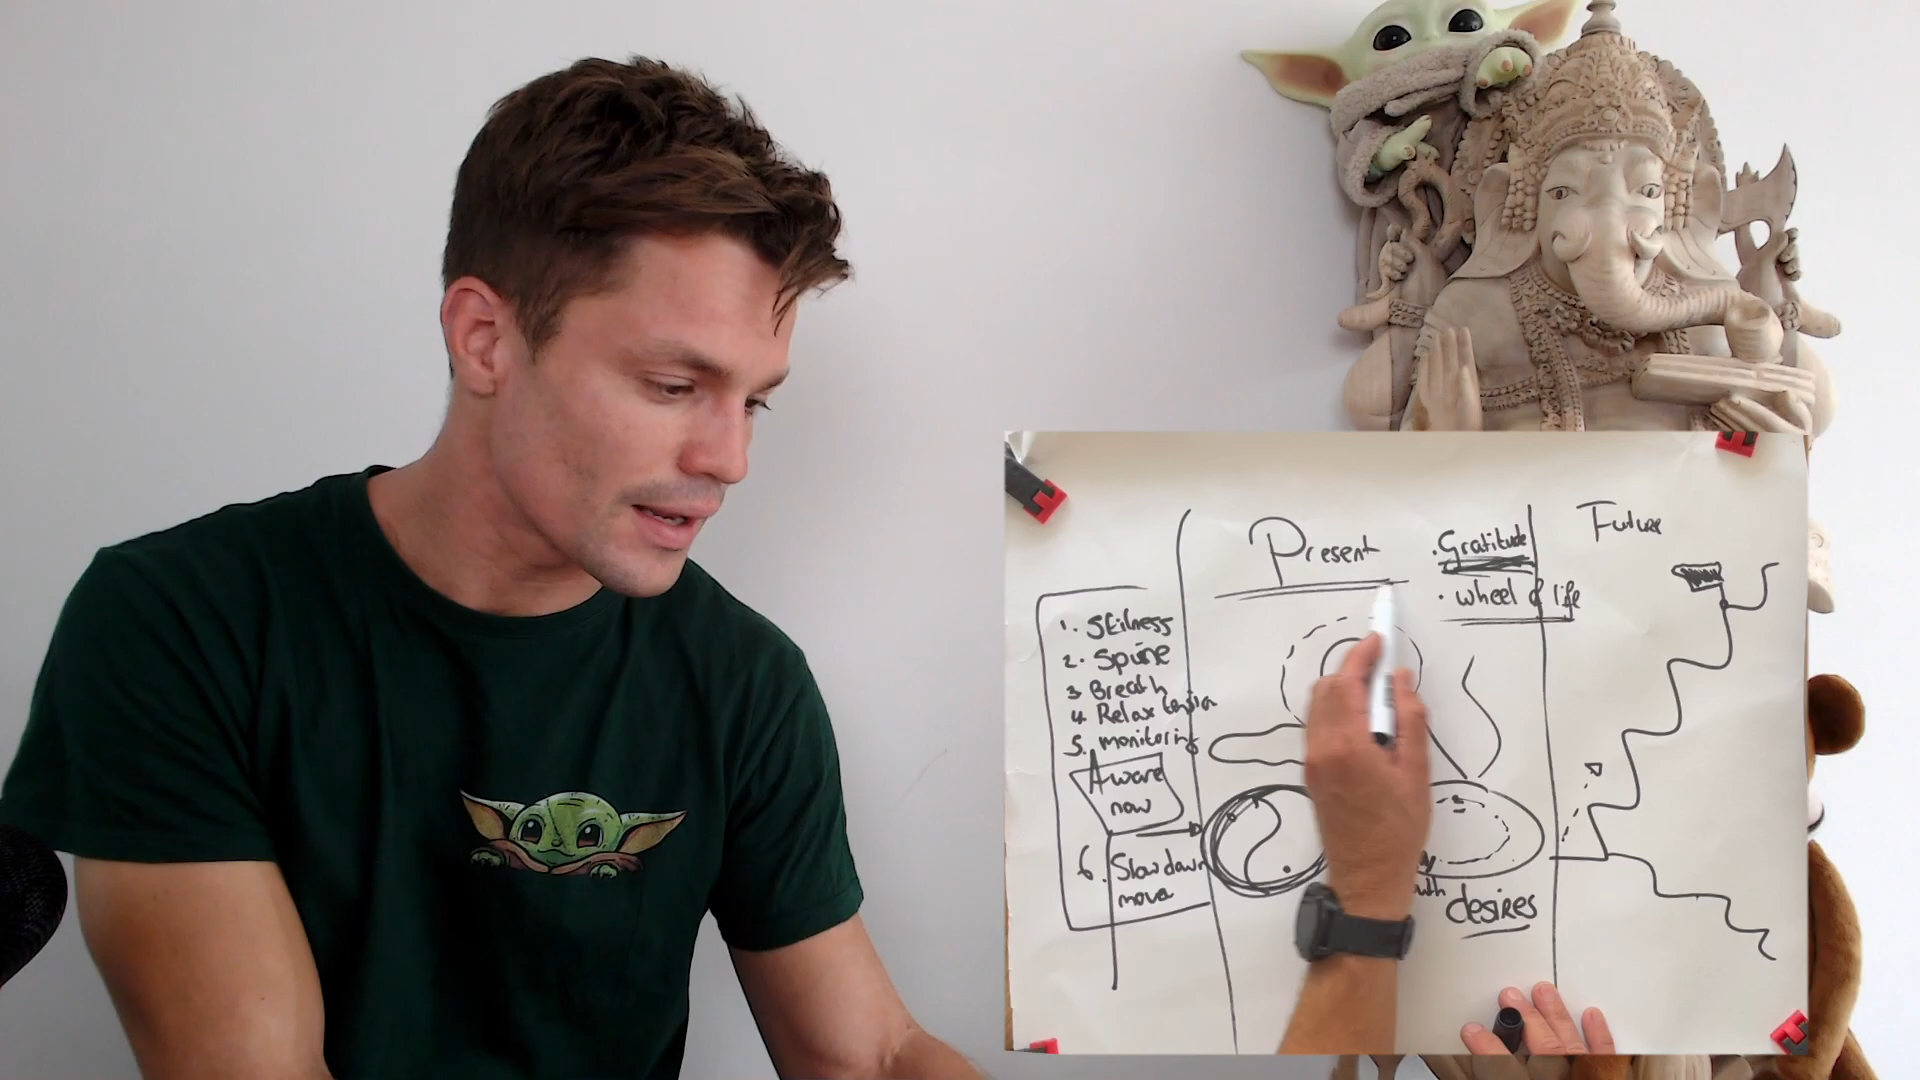 Present
. Gratitude
. wheel of life
Future
1. Stilness
2. Spine
3 Breath
4 Relax tension
5. monitoring
Aware
now
6. Slow down
move
desires